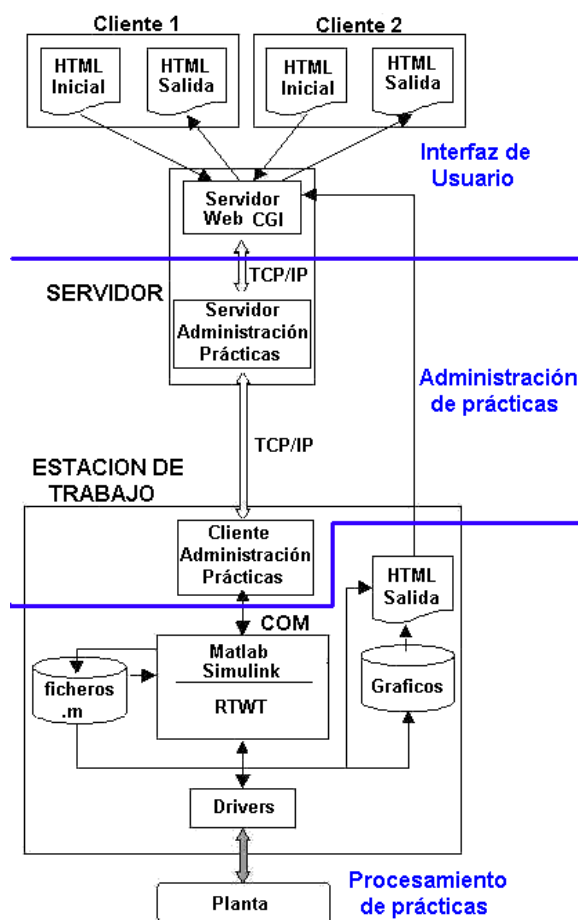 Cliente 1
Cliente 2
HTML
Inicial
HTML
Salida
HTML
Inicial
HTML
Salida
Interfaz de
Usuario
Servidor
Web CGI
TCP/IP
SERVIDOR
Servidor
Administración
Prácticas
Administración
de prácticas
TCP/IP
ESTACION DE
TRABAJO
Cliente
Administración
Prácticas
HTML
Salida
COM
Matlab
Simulink
RTWT
ficheros
.m
Graficos
Drivers
Planta
Procesamiento
de prácticas